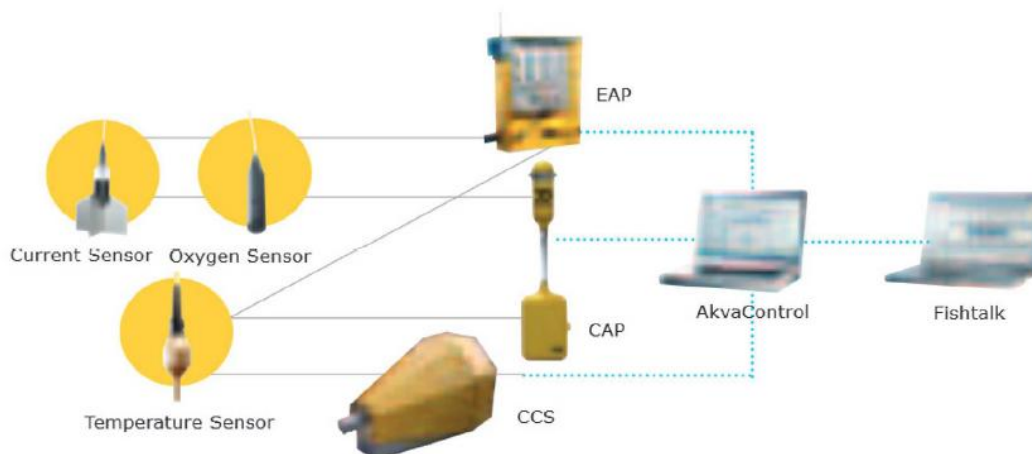 EAP
Current Sensor
Oxygen Sensor
AkvaControl
Fishtalk
CAP
Temperature Sensor
CCS